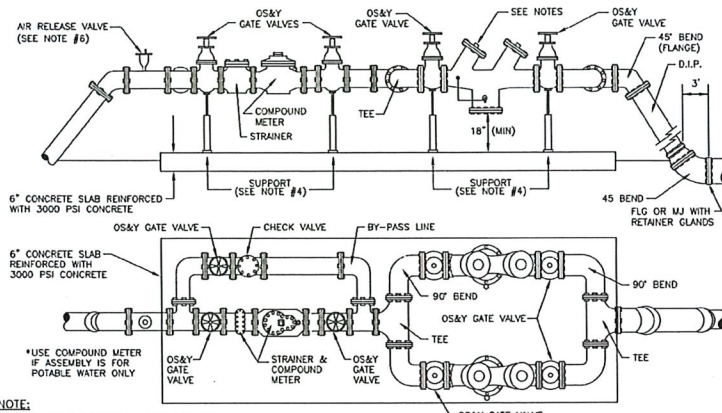 AIR RELEASE VALVE
(SEE NOTE #6)
OS&Y
GATE VALVES
OS&Y
GATE VALVES
SEE NOTES
OS&Y
GATE VALVE
45° BEND
(FLANGE)
D.I.P.
3'
COMPOUND
METER
STRAINER
TEE
18" (MIN)
6" CONCRETE SLAB REINFORCED
WITH 3000 PSI CONCRETE
SUPPORT
(SEE NOTE #4)
SUPPORT
(SEE NOTE #4)
45 BEND
FLG OR MJ WITH
RETAINER GLANDS
OS&Y GATE VALVE
CHECK VALVE
BY-PASS LINE
6" CONCRETE SLAB
REINFORCED WITH
3000 PSI CONCRETE
90° BEND
90° BEND
OS&Y GATE VALVE
TEE
TEE
*USE COMPOUND METER
IF ASSEMBLY IS FOR
POTABLE WATER ONLY
OS&Y
GATE
VALVE
STRAINER &
COMPOUND
METER
OS&Y
GATE
VALVE
NOTE: